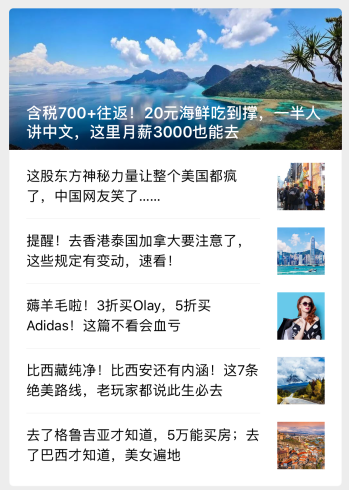 含税700+往返！20元海鲜吃到撑，一半人
讲中文，这里月薪3000也能去
这股东方神秘力量让整个美国都疯
了，中国网友笑了……
提醒！去香港泰国加拿大要注意了，
这些规定有变动，速看！
薅羊毛啦！3折买Olay，5折买
Adidas！这篇不看会血亏
比西藏纯净！比西安还有内涵！这7条
绝美路线，老玩家都说此生必去
去了格鲁吉亚才知道，5万能买房；去
了巴西才知道，美女遍地